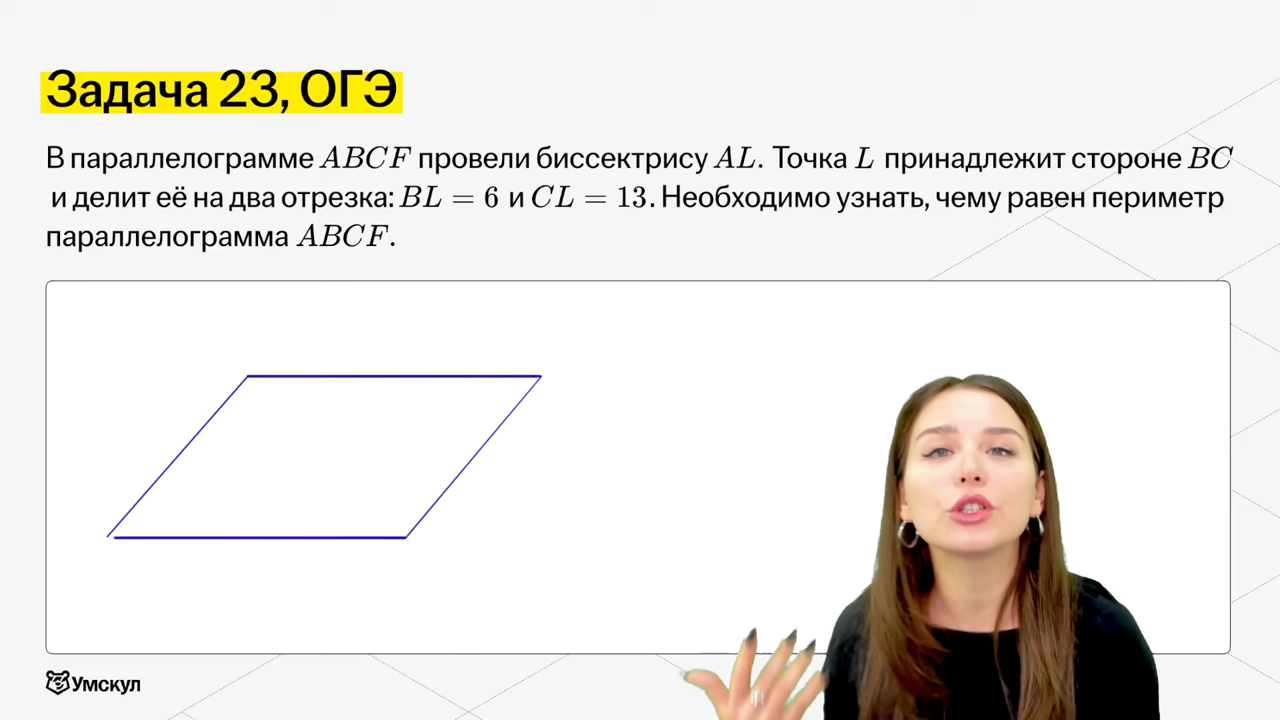 Задача 23, ОГЭ
В параллелограмме ABCF провели биссектрису AL. Точка L принадлежит стороне BC
и делит её на два отрезка: BL = 6 и CL = 13. Необходимо узнать, чему равен периметр
параллелограмма ABCF.
Умскул